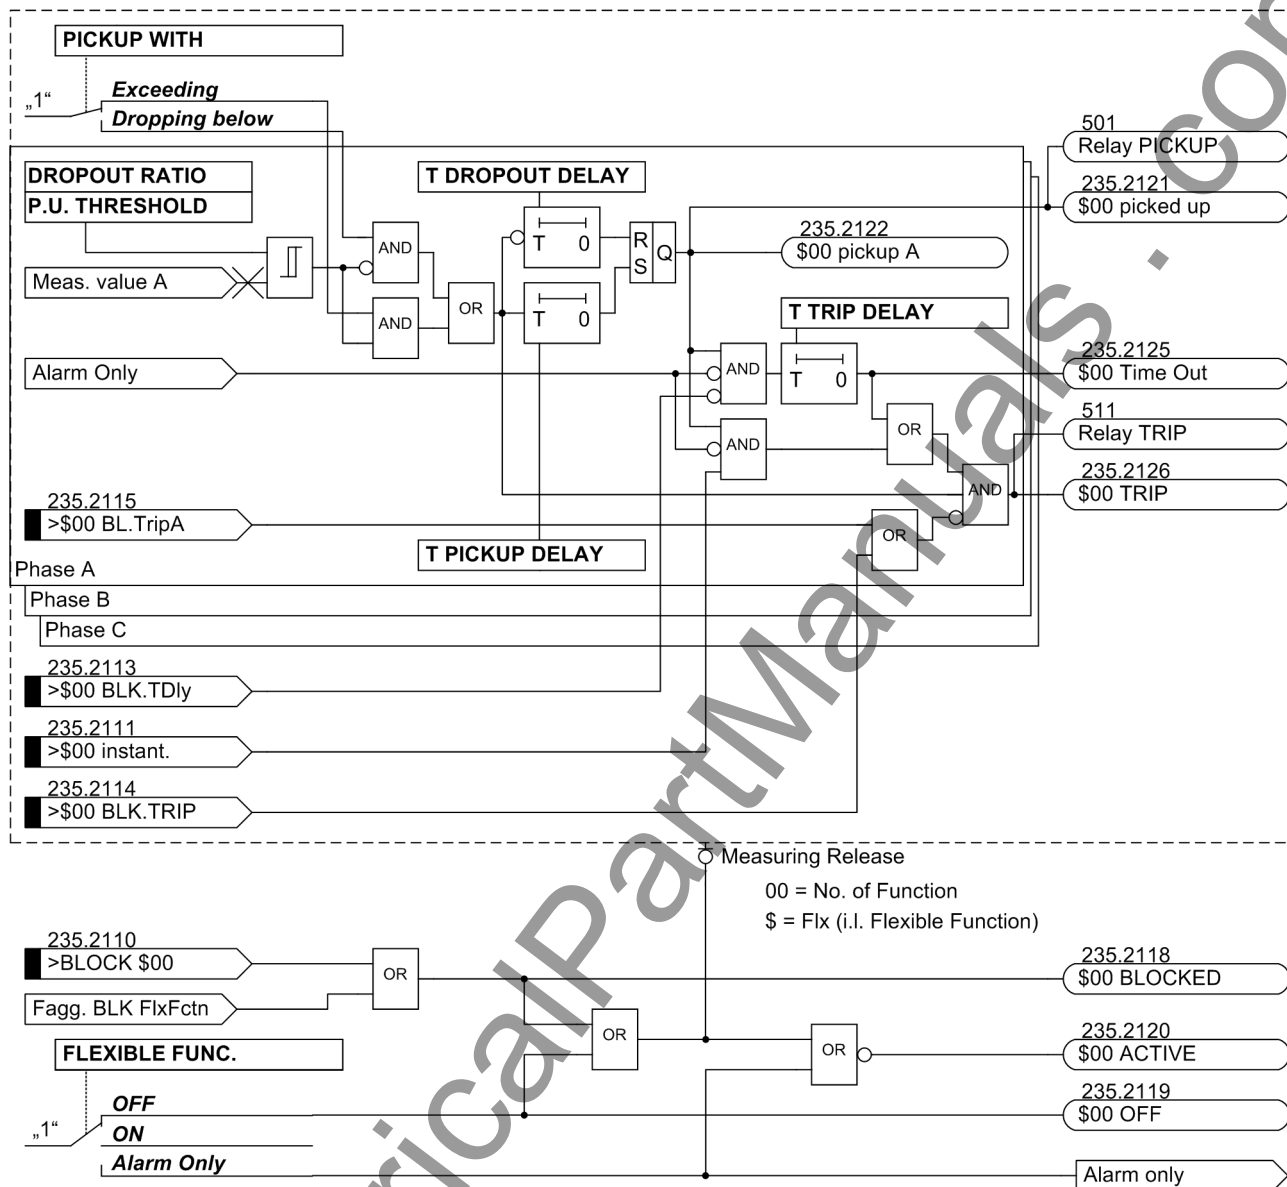 PICKUP WITH
„1“
Exceeding
Dropping below
501
Relay PICKUP
DROPOUT RATIO
P.U. THRESHOLD
T DROPOUT DELAY
235.2121
$00 picked up
AND
T 0
R
S
Q
235.2122
$00 pickup A
Meas. value A
OR
AND
T 0
T TRIP DELAY
Alarm Only
AND
T 0
235.2125
$00 Time Out
AND
OR
511
Relay TRIP
235.2126
$00 TRIP
AND
235.2115
>$00 BL.TripA
OR
T PICKUP DELAY
Phase A
Phase B
Phase C
235.2113
>$00 BLK.TDly
235.2111
>$00 instant.
235.2114
>$00 BLK.TRIP
Measuring Release
00 = No. of Function
$ = Flx (i.l. Flexible Function)
235.2110
>BLOCK $00
OR
235.2118
$00 BLOCKED
Fagg. BLK FlxFctn
OR
OR
235.2120
$00 ACTIVE
FLEXIBLE FUNC.
„1“
OFF
ON
Alarm Only
235.2119
$00 OFF
Alarm only
ricalPartManuals . co